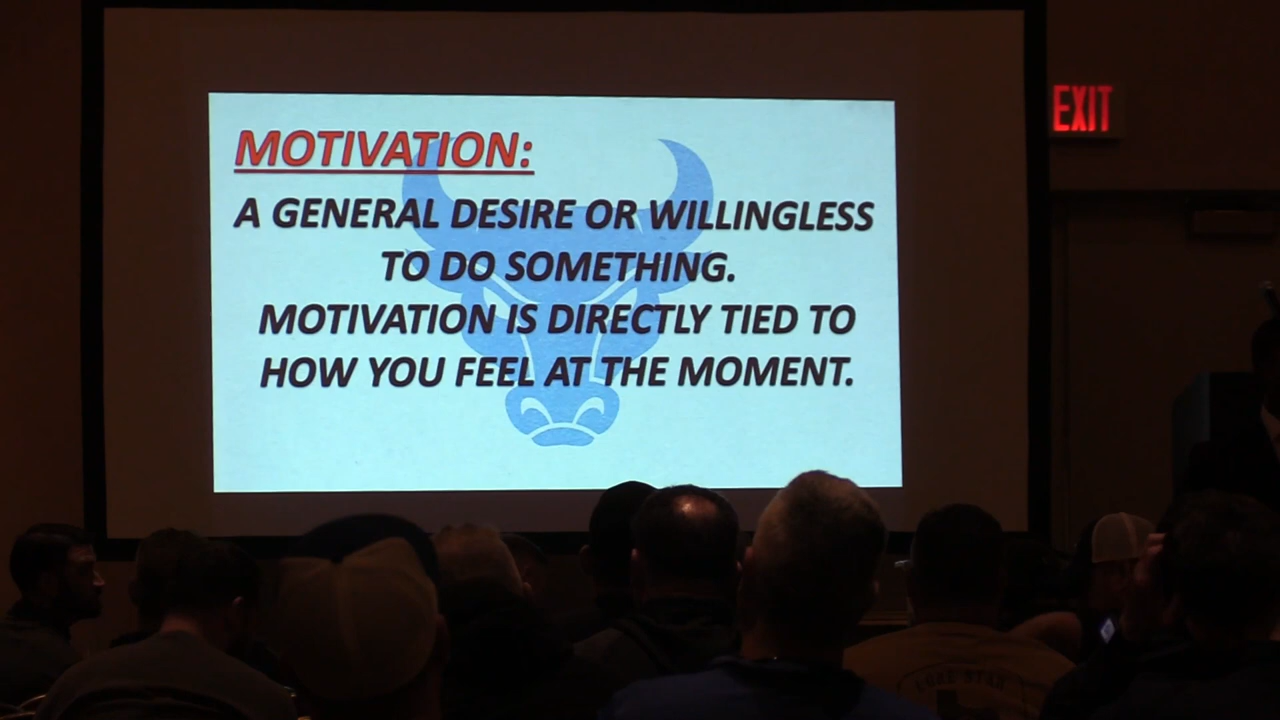 MOTIVATION:
A GENERAL DESIRE OR WILLINGLESS
TO DO SOMETHING.
MOTIVATION IS DIRECTLY TIED TO
HOW YOU FEEL AT THE MOMENT.
EXIT